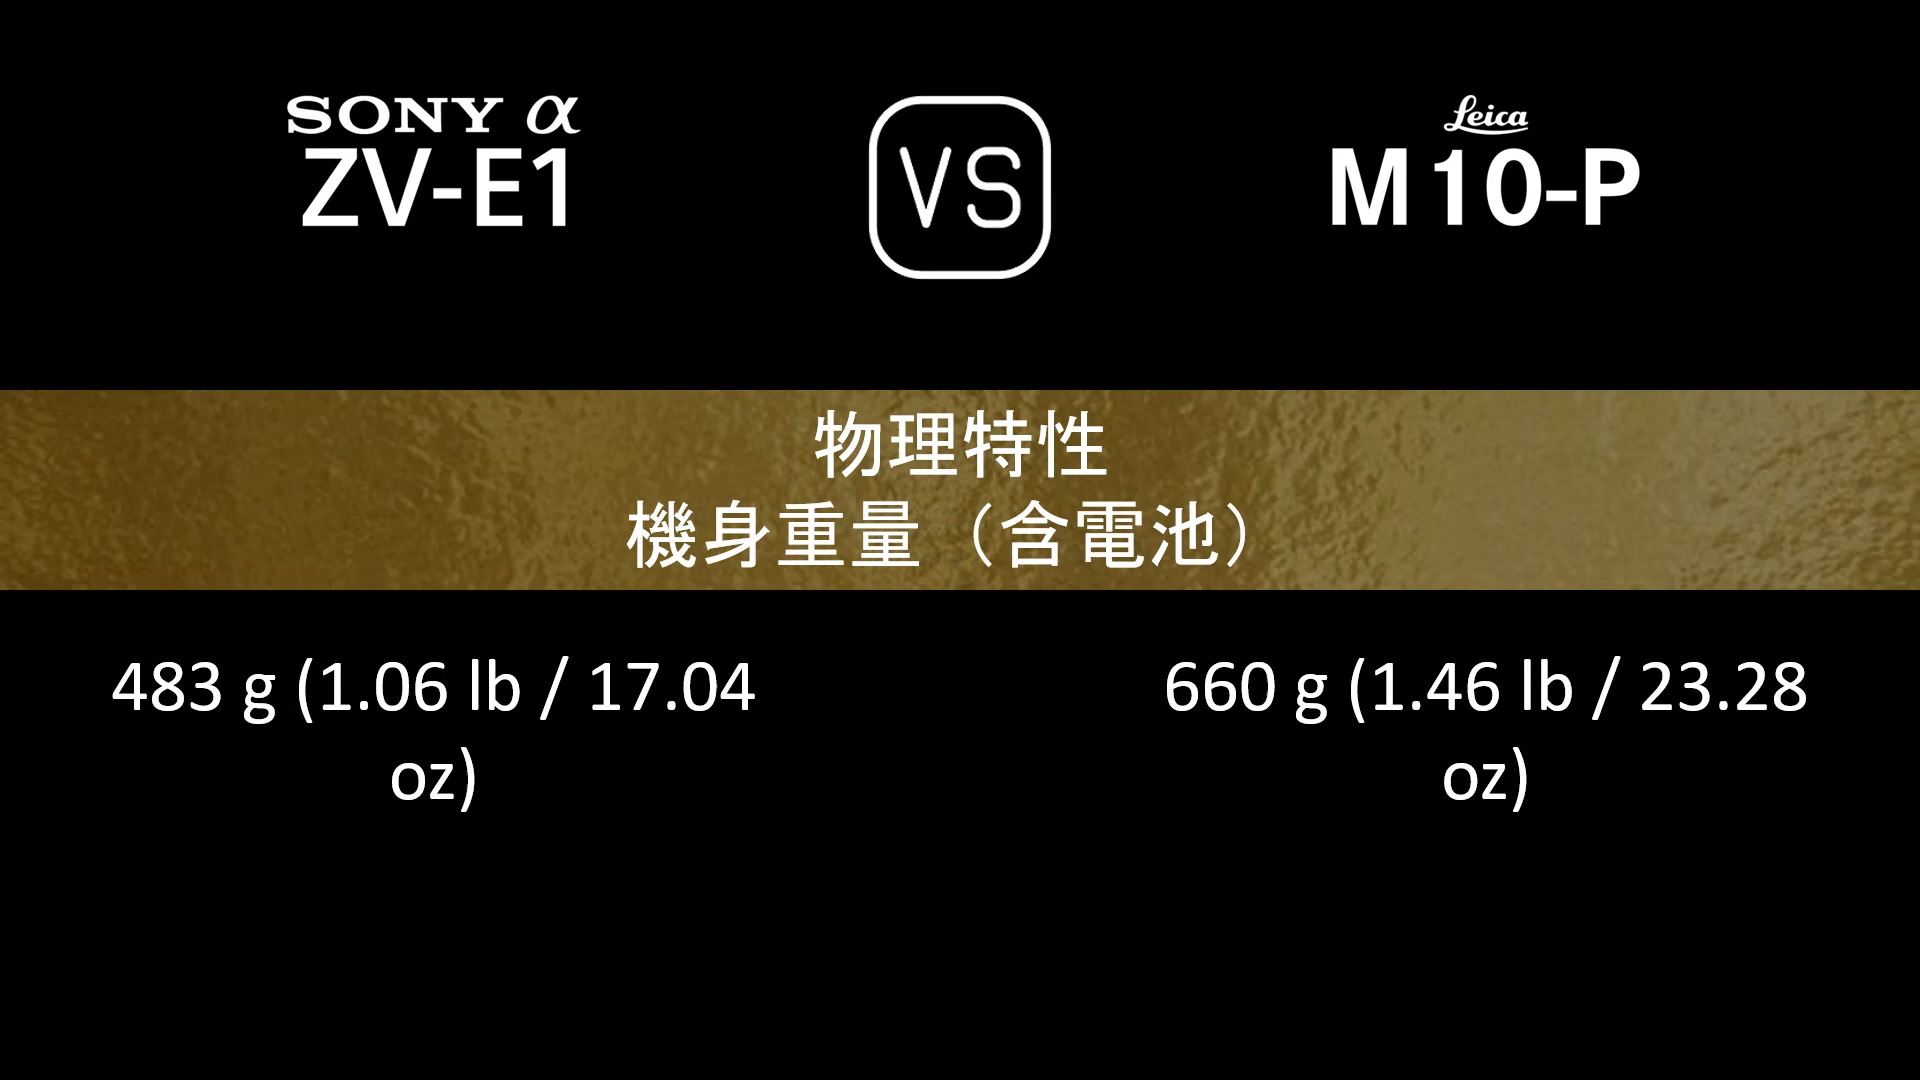 SONY α
ZV-E1
VS
Leica
M10-P
物理特性
機身重量（含電池）
483 g (1.06 lb / 17.04
oz)
660 g (1.46 lb / 23.28
oz)